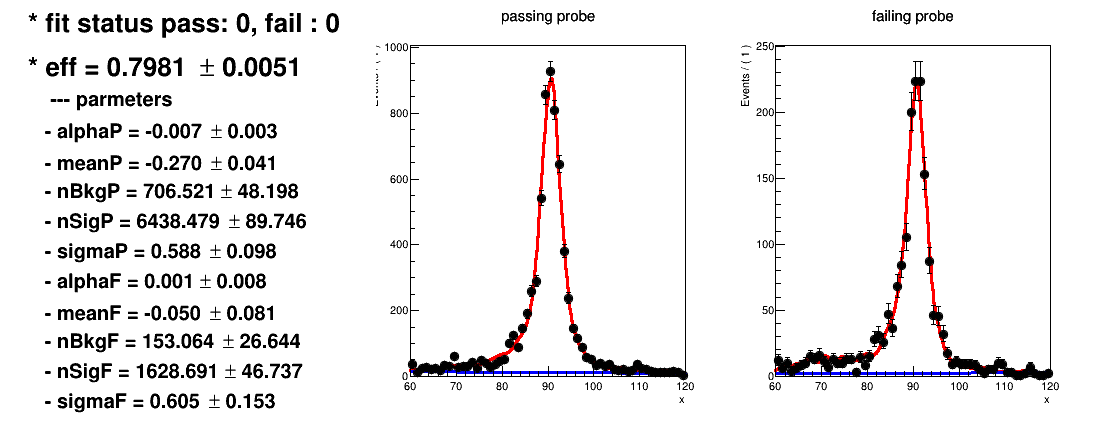 * fit status pass: 0, fail : 0
* eff = 0.7981 ± 0.0051
--- parmeters
- alphaP = -0.007 ± 0.003
- meanP = -0.270 ± 0.041
- nBkgP = 706.521 ± 48.198
- nSigP = 6438.479 ± 89.746
- sigmaP = 0.588 ± 0.098
- alphaF = 0.001 ± 0.008
- meanF = -0.050 ± 0.081
- nBkgF = 153.064 ± 26.644
- nSigF = 1628.691 ± 46.737
- sigmaF = 0.605 ± 0.153
passing probe
1000
800
600
400
200
0
60 70 80 90 100 110 120
x
failing probe
Events / ( 1 )
250
200
150
100
50
0
60 70 80 90 100 110 120
x